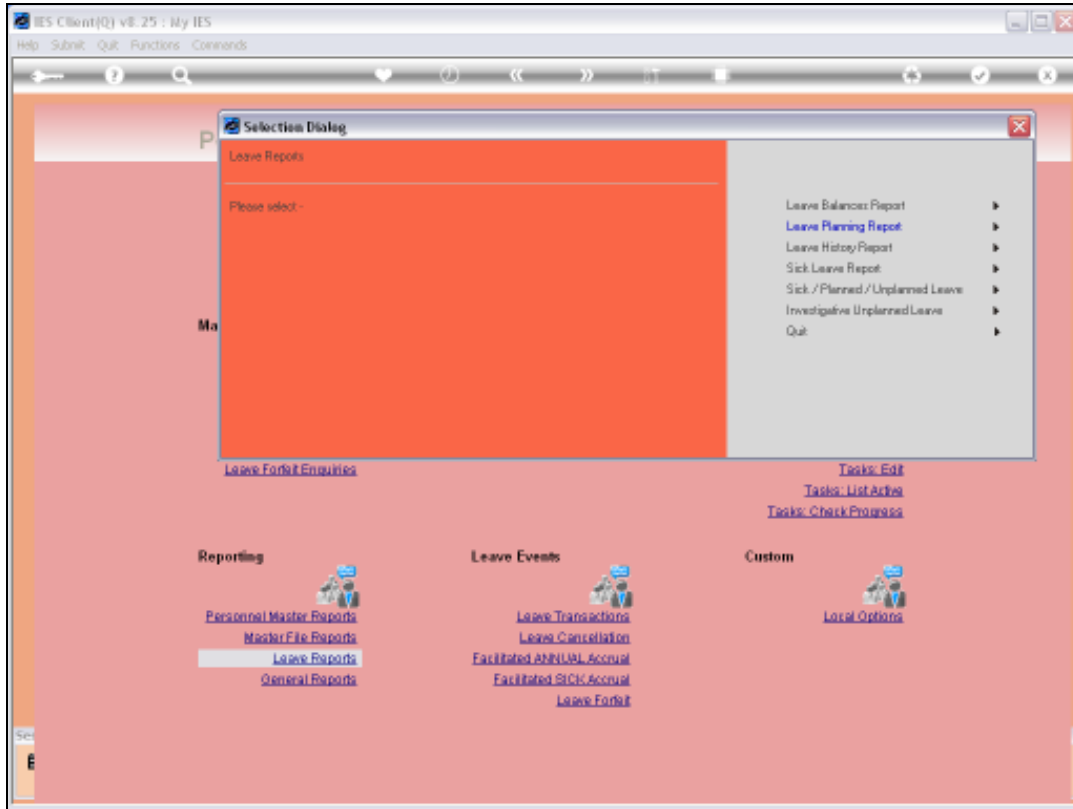 IES Client(Q) v8.25 : My IES
Help Submit Quit Functions Commands
Selection Dialog
Leave Reports
Please select -
Leave Balances Report
Leave Planning Report
Leave History Report
Sick Leave Report
Sick / Planned / Unplanned Leave
Investigative Unplanned Leave
Quit
P
Ma
Leave Forfeit Enquiries
Tasks: Edit
Tasks: List Active
Tasks: Check Progress
Reporting
Leave Events
Custom
Personnel Master Reports
Leave Transactions
Local Options
Master File Reports
Leave Cancellation
Leave Reports
Facilitated ANNUAL Accrual
General Reports
Facilitated SICK Accrual
Leave Forfeit
Se